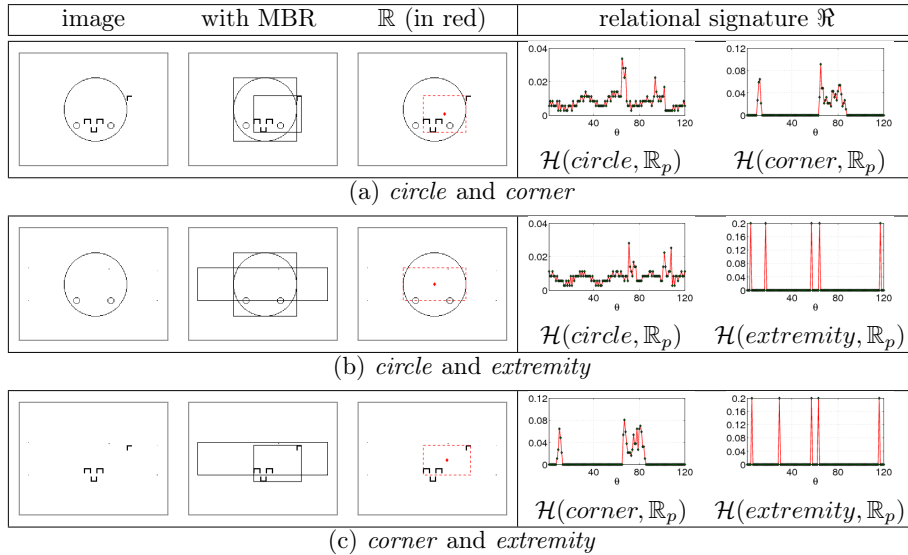 image with MBR ℝ (in red) relational signature ℜ
0.04 0.02 0 40 80 120 θ
0.12 0.08 0.04 0 40 80 120 θ
ℋ(circle, ℝₚ) ℋ(corner, ℝₚ)
(a) circle and corner
0.04 0.02 0 40 80 120 θ
0.2 0.16 0.12 0.08 0.04 0 40 80 120 θ
ℋ(circle, ℝₚ) ℋ(extremity, ℝₚ)
(b) circle and extremity
0.12 0.08 0.04 0 40 80 120 θ
0.2 0.16 0.12 0.08 0.04 0 40 80 120 θ
ℋ(corner, ℝₚ) ℋ(extremity, ℝₚ)
(c) corner and extremity